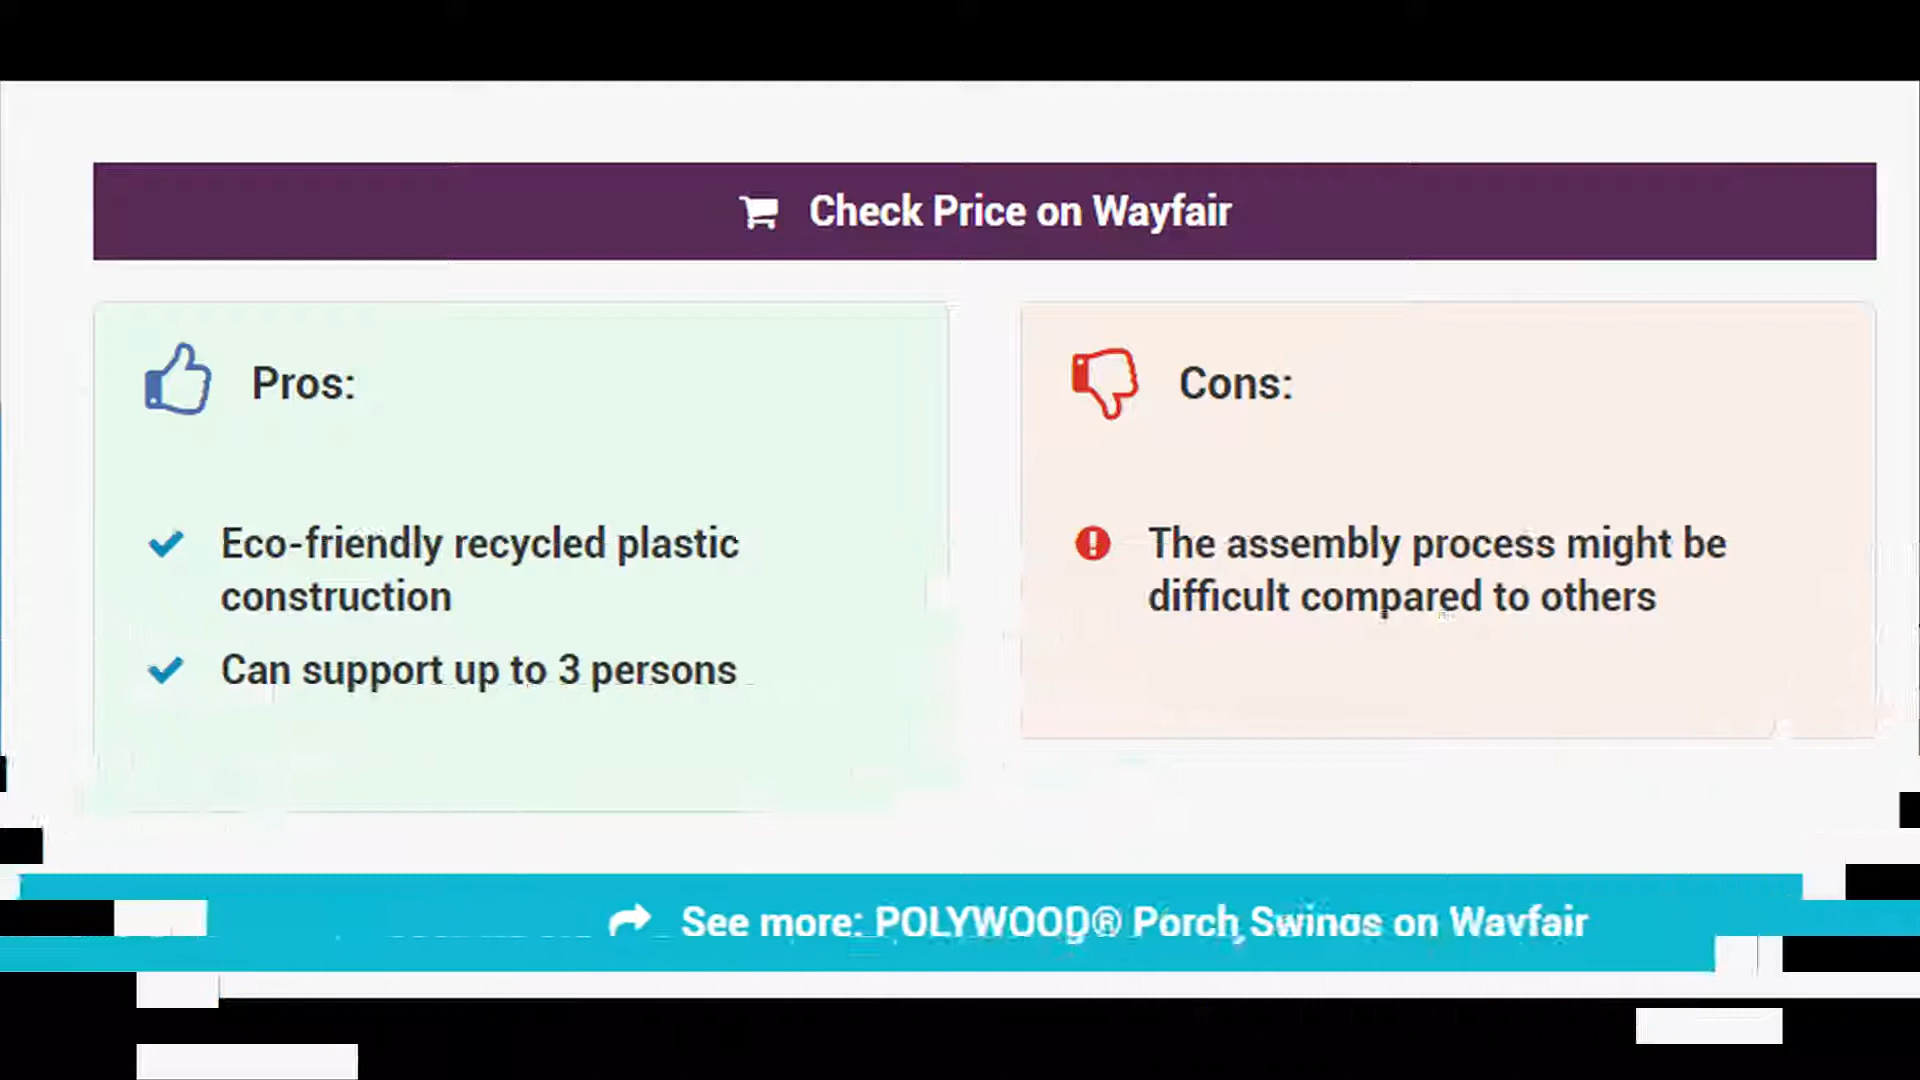 Check Price on Wayfair
Pros:
Eco-friendly recycled plastic
construction
Can support up to 3 persons
Cons:
The assembly process might be
difficult compared to others
See more: POLYWOOD® Porch Swings on Wayfair